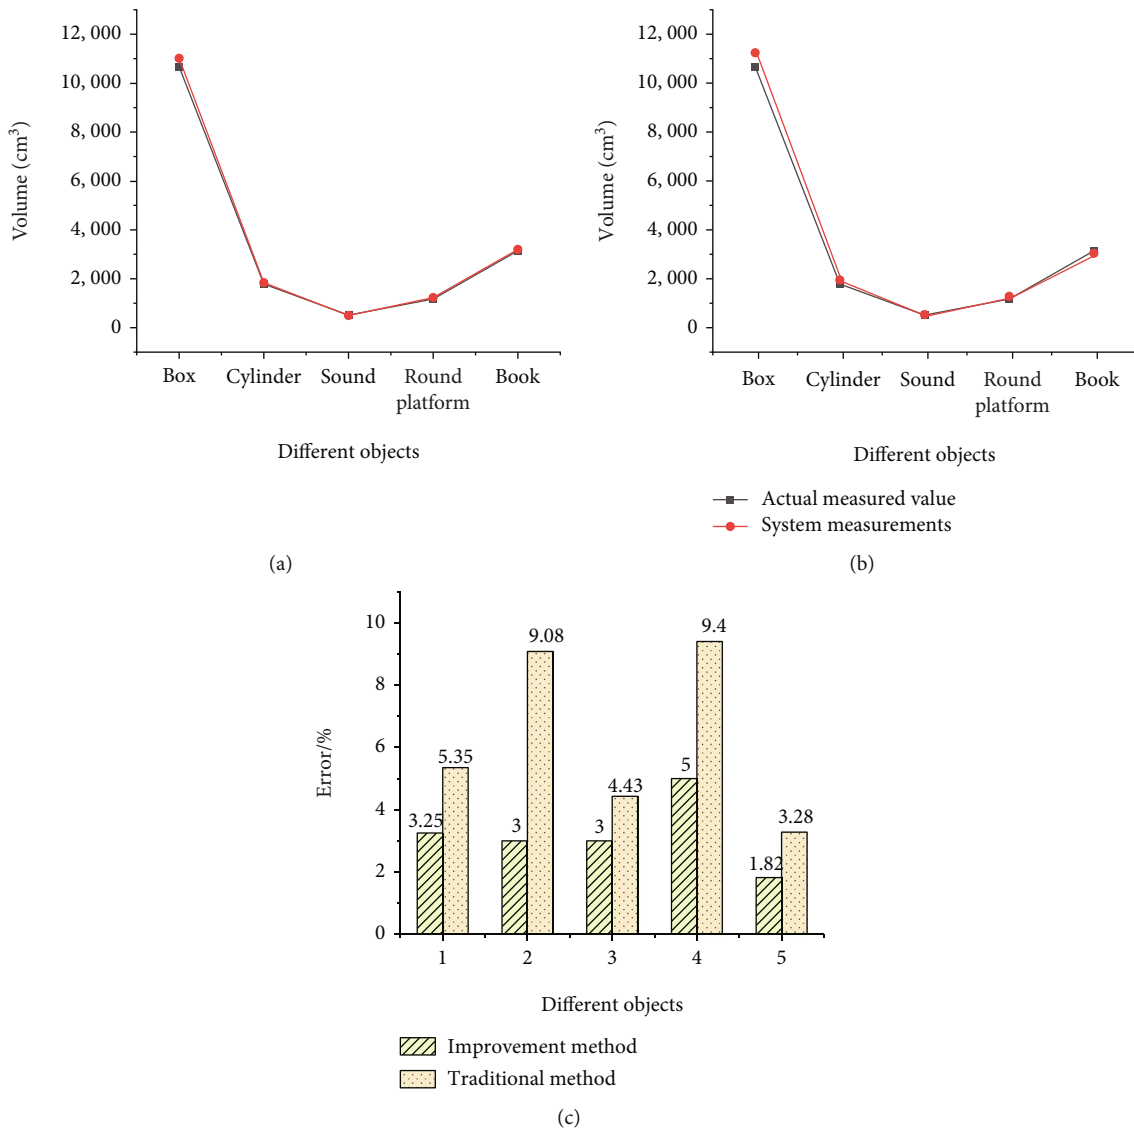 12, 000
10, 000
8, 000
6, 000
4, 000
2, 000
0
Volume (cm³)
Box
Cylinder
Sound
Round
platform
Book
Different objects
(a)
12, 000
10, 000
8, 000
6, 000
4, 000
2, 000
0
Volume (cm³)
Box
Cylinder
Sound
Round
platform
Book
Different objects
Actual measured value
System measurements
(b)
10
8
6
4
2
0
Error/%
3.25
5.35
3
9.08
3
4.43
5
9.4
1.82
3.28
1
2
3
4
5
Different objects
Improvement method
Traditional method
(c)